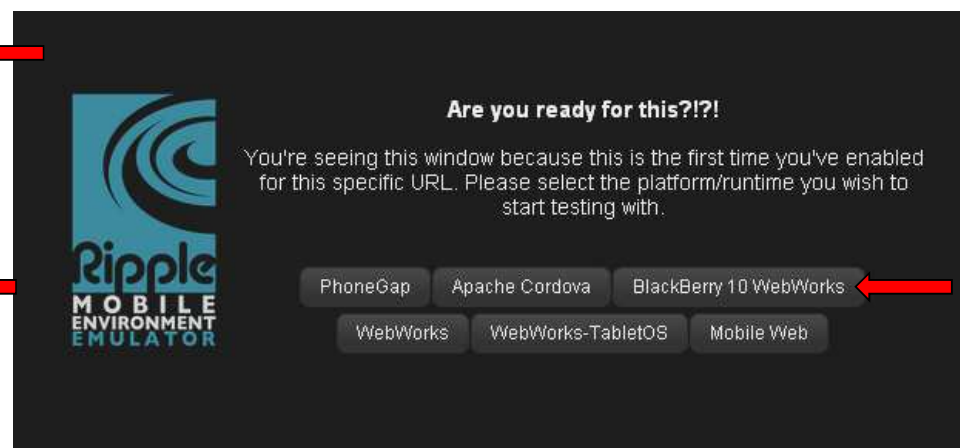 Are you ready for this?!?!
You're seeing this window because this is the first time you've enabled
for this specific URL. Please select the platform/runtime you wish to
start testing with.
Ripple
MOBILE
ENVIRONMENT
EMULATOR
PhoneGap Apache Cordova BlackBerry 10 WebWorks
WebWorks WebWorks-TabletOS Mobile Web